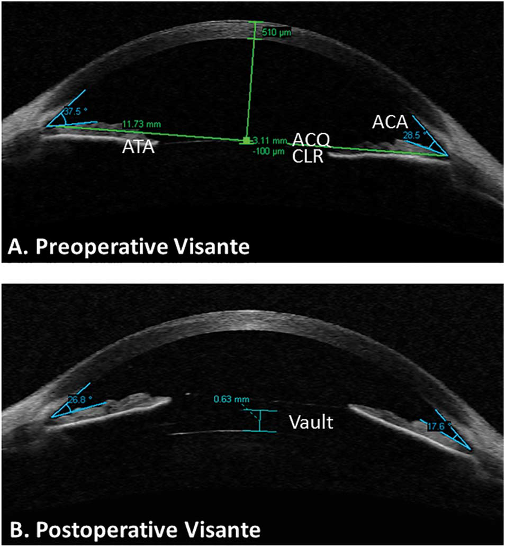 510 µm
37.5 °
11.73 mm
ACA
ATA
3.11 mm
ACQ
28.5 °
-100 µm
CLR
A. Preoperative Visante
26.8 °
0.63 mm
Vault
17.6 °
B. Postoperative Visante